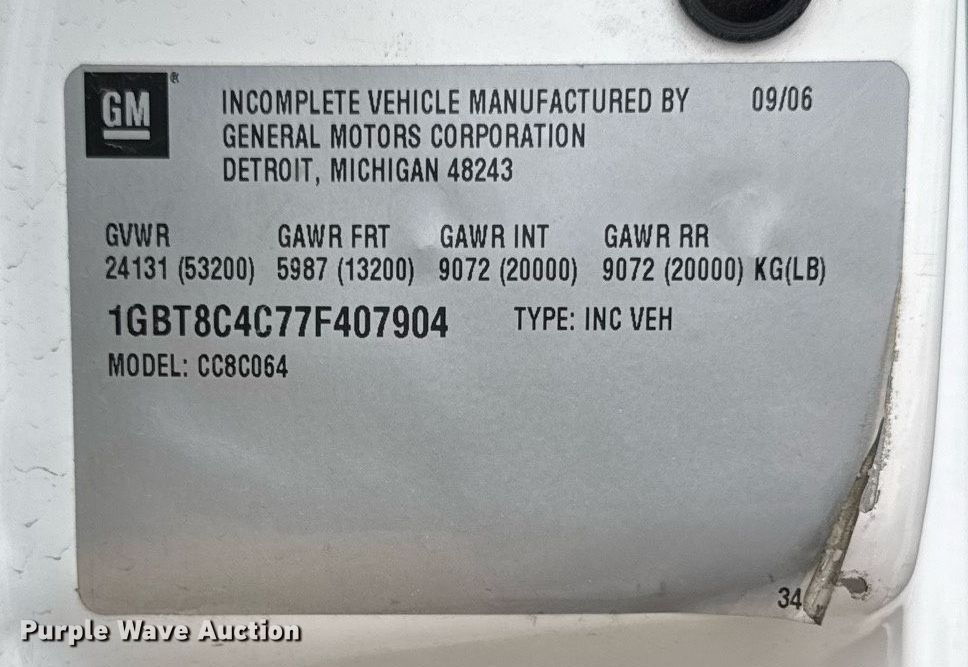 GM ®
INCOMPLETE VEHICLE MANUFACTURED BY 09/06
GENERAL MOTORS CORPORATION
DETROIT, MICHIGAN 48243
GVWR GAWR FRT GAWR INT GAWR RR
24131 (53200) 5987 (13200) 9072 (20000) 9072 (20000) KG(LB)
1GBT8C4C77F407904 TYPE: INC VEH
MODEL: CC8C064
34
Purple Wave Auction